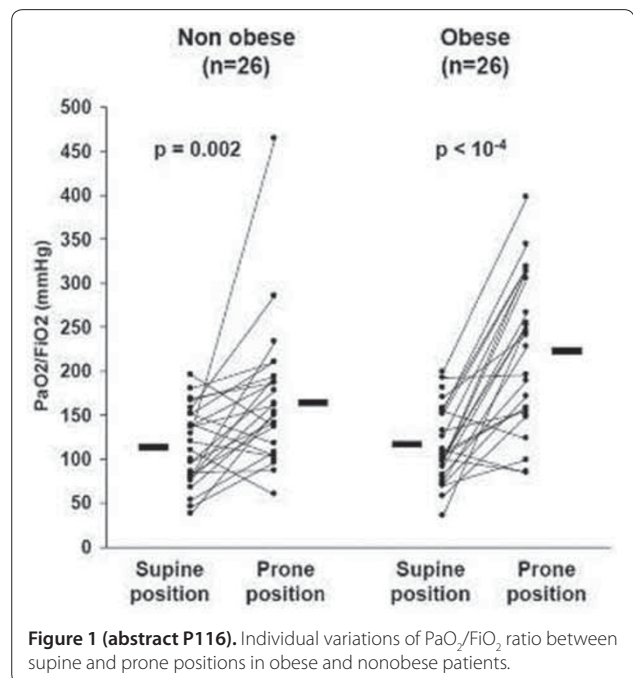 Non obese Obese
(n=26) (n=26)
500
p = 0.002 p < 10⁻⁴
450
400
350
300
250
200
150
100
50
0
PaO2/FiO2 (mmHg)
Supine Prone Supine Prone
position position position position
Figure 1 (abstract P116). Individual variations of PaO₂/FiO₂ ratio between
supine and prone positions in obese and nonobese patients.